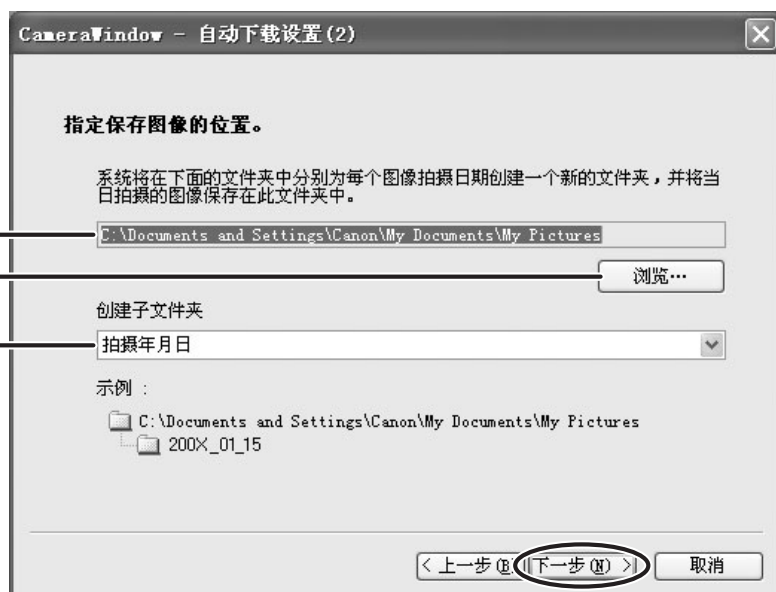 CameraWindow - 自动下载设置(2)
指定保存图像的位置。
系统将在下面的文件夹中分别为每个图像拍摄日期创建一个新的文件夹,并将当
日拍摄的图像保存在此文件夹中。
C:\Documents and Settings\Canon\My Documents\My Pictures
浏览…
创建子文件夹
拍摄年月日
示例 :
C:\Documents and Settings\Canon\My Documents\My Pictures
200X_01_15
< 上一步(B) 下一步(N) > 取消